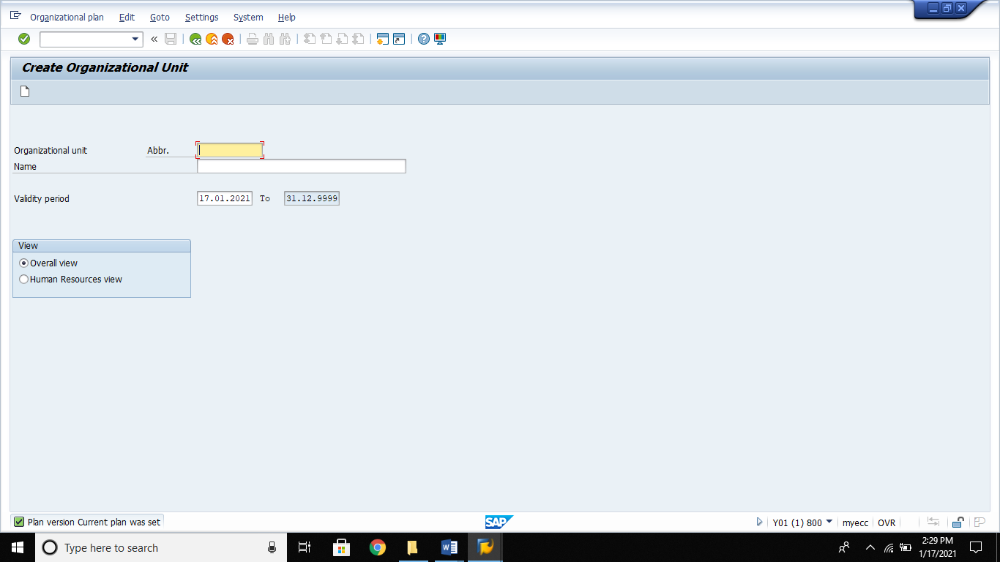 Organizational plan Edit Goto Settings System Help
Create Organizational Unit
Organizational unit Abbr.
Name
Validity period 17.01.2021 To 31.12.9999
View
Overall view
Human Resources view
Plan version Current plan was set SAP Y01 (1) 800 myecc OVR
Type here to search
2:29 PM
1/17/2021